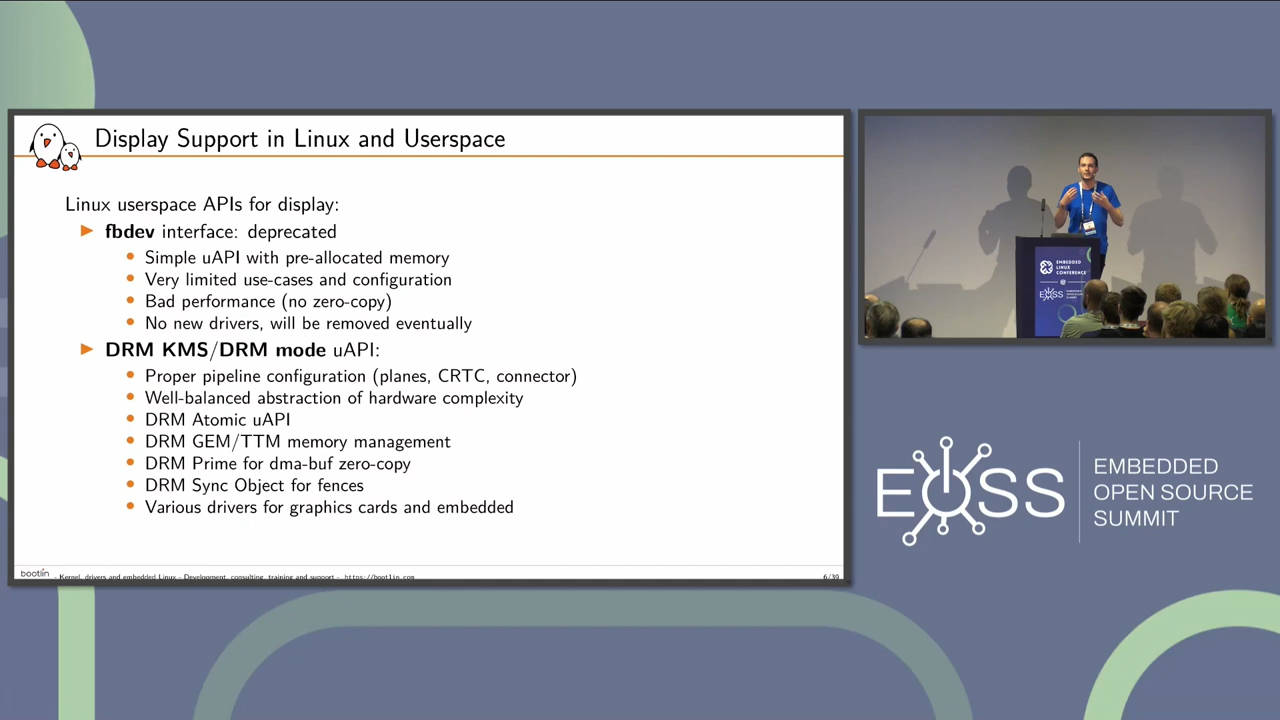 Display Support in Linux and Userspace
Linux userspace APIs for display:
fbdev interface: deprecated
Simple uAPI with pre-allocated memory
Very limited use-cases and configuration
Bad performance (no zero-copy)
No new drivers, will be removed eventually
DRM KMS/DRM mode uAPI:
Proper pipeline configuration (planes, CRTC, connector)
Well-balanced abstraction of hardware complexity
DRM Atomic uAPI
DRM GEM/TTM memory management
DRM Prime for dma-buf zero-copy
DRM Sync Object for fences
Various drivers for graphics cards and embedded
bootlin - Kernel, drivers and embedded Linux - Development, consulting, training and support - https://bootlin.com 6/39
EMBEDDED
LINUX
CONFERENCE
EOSS
EOSS
EMBEDDED
OPEN SOURCE
SUMMIT